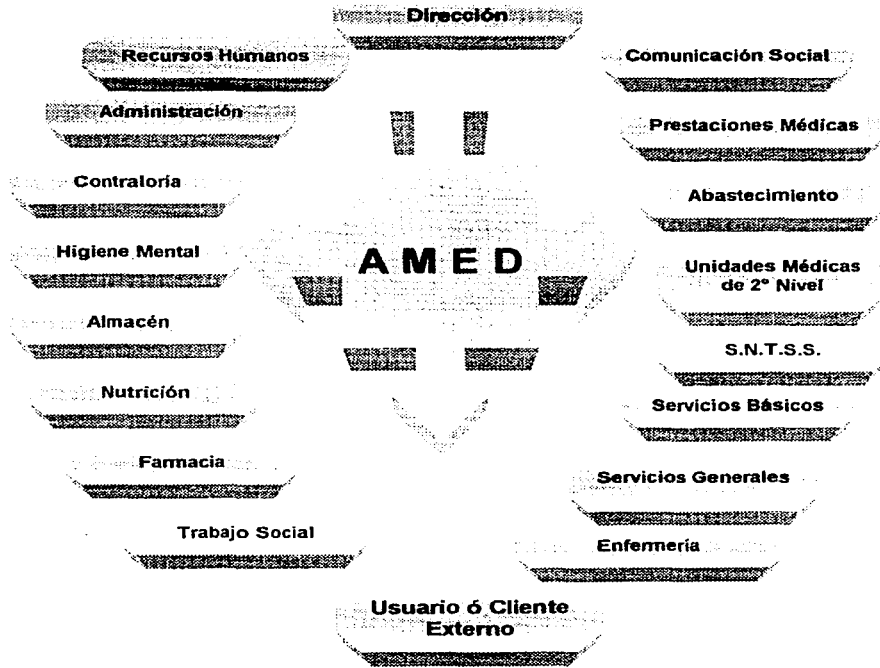 Dirección
Recursos Humanos
Comunicación Social
Administración
Prestaciones Médicas
Contraloría
Abastecimiento
Higiene Mental
AMED
Unidades Médicas
de 2º Nivel
Almacén
S.N.T.S.S.
Nutrición
Servicios Básicos
Farmacia
Servicios Generales
Trabajo Social
Enfermería
Usuario ó Cliente
Externo